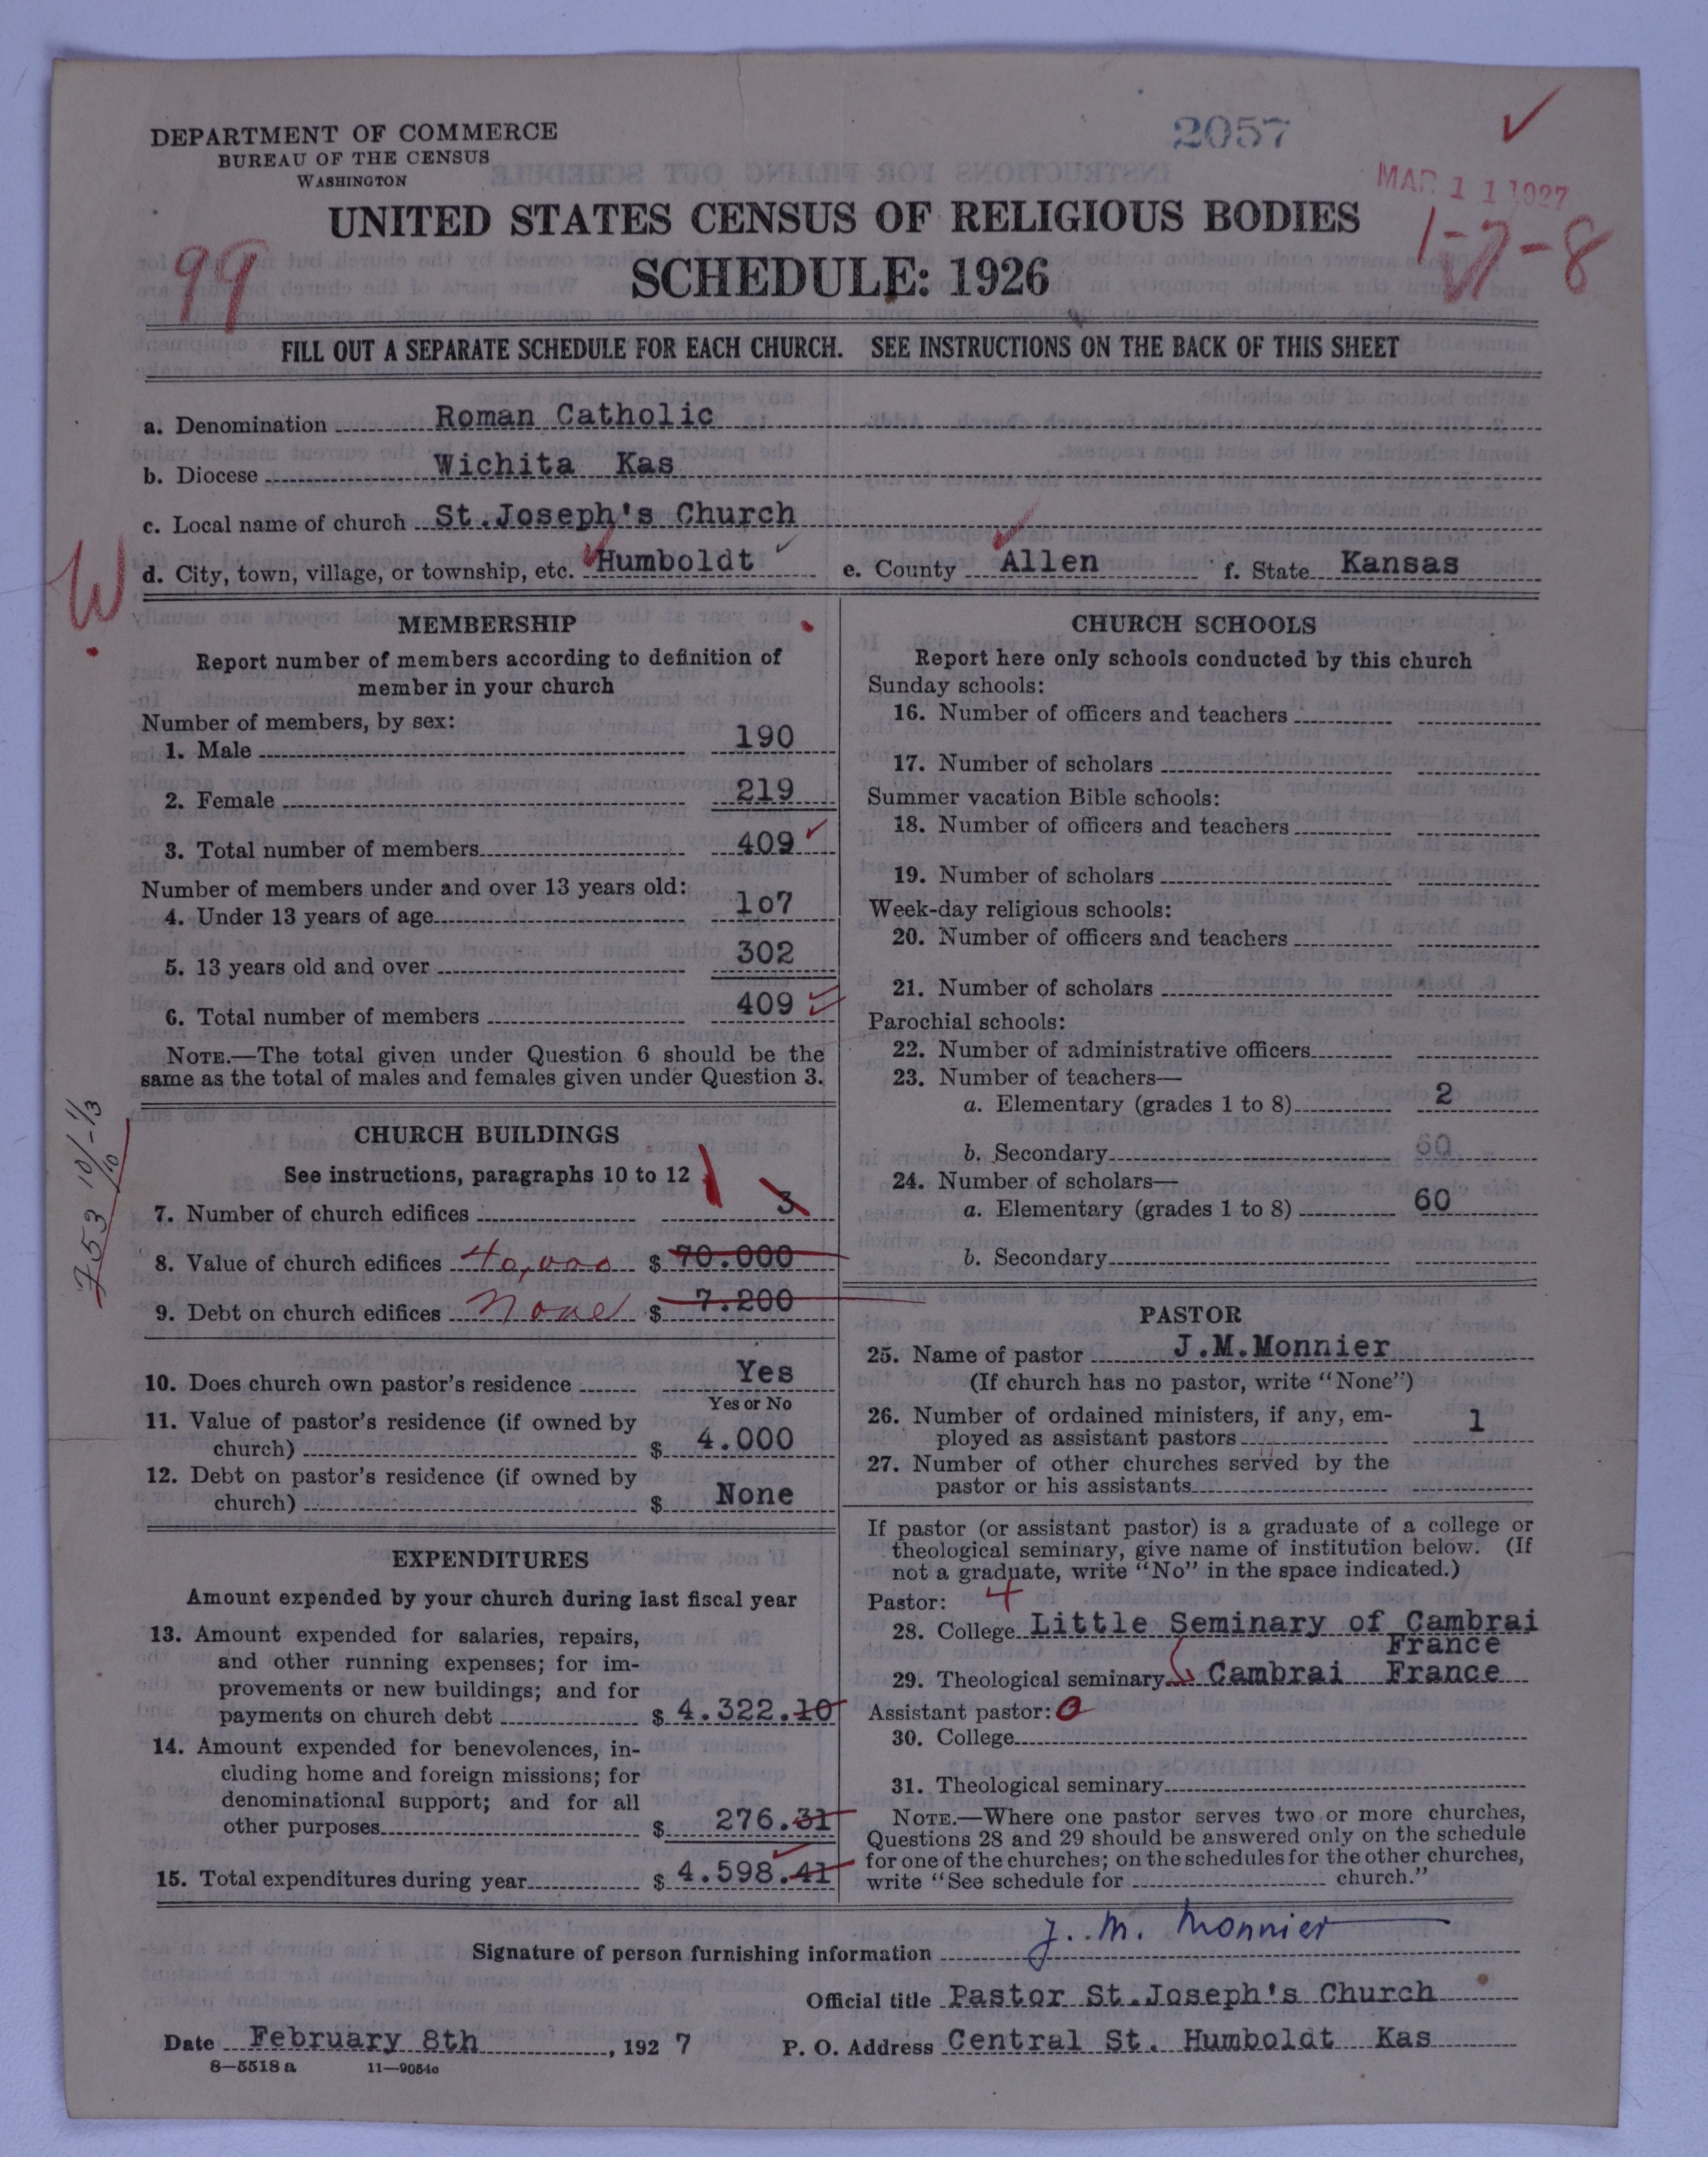 DEPARTMENT OF COMMERCE
BUREAU OF THE CENSUS
WASHINGTON
2057
MAR 11 1927
UNITED STATES CENSUS OF RELIGIOUS BODIES
SCHEDULE: 1926
99
1-7-8
FILL OUT A SEPARATE SCHEDULE FOR EACH CHURCH. SEE INSTRUCTIONS ON THE BACK OF THIS SHEET
a. Denomination Roman Catholic
b. Diocese Wichita Kas
c. Local name of church St.Joseph's Church
d. City, town, village, or township, etc. Humboldt e. County Allen f. State Kansas
W
MEMBERSHIP
Report number of members according to definition of
member in your church
Number of members, by sex:
1. Male 190
2. Female 219
3. Total number of members 409
Number of members under and over 13 years old:
4. Under 13 years of age 1o7
5. 13 years old and over 302
6. Total number of members 409
NOTE.—The total given under Question 6 should be the
same as the total of males and females given under Question 3.
CHURCH BUILDINGS
See instructions, paragraphs 10 to 12
7. Number of church edifices 1 3
8. Value of church edifices 40,000 $ 70.000
9. Debt on church edifices None $ 7.200
10. Does church own pastor's residence Yes
Yes or No
11. Value of pastor's residence (if owned by
church) $ 4.000
12. Debt on pastor's residence (if owned by
church) $ None
EXPENDITURES
Amount expended by your church during last fiscal year
13. Amount expended for salaries, repairs,
and other running expenses; for im-
provements or new buildings; and for
payments on church debt $ 4.322.10
14. Amount expended for benevolences, in-
cluding home and foreign missions; for
denominational support; and for all
other purposes $ 276.31
15. Total expenditures during year $ 4.598.41
CHURCH SCHOOLS
Report here only schools conducted by this church
Sunday schools:
16. Number of officers and teachers
17. Number of scholars
Summer vacation Bible schools:
18. Number of officers and teachers
19. Number of scholars
Week-day religious schools:
20. Number of officers and teachers
21. Number of scholars
Parochial schools:
22. Number of administrative officers
23. Number of teachers—
a. Elementary (grades 1 to 8) 2
b. Secondary 60
24. Number of scholars—
a. Elementary (grades 1 to 8) 60
b. Secondary
PASTOR
25. Name of pastor J.M.Monnier
(If church has no pastor, write "None")
26. Number of ordained ministers, if any, em-
ployed as assistant pastors 1
27. Number of other churches served by the
pastor or his assistants
If pastor (or assistant pastor) is a graduate of a college or
theological seminary, give name of institution below. (If
not a graduate, write "No" in the space indicated.)
Pastor: 4
28. College Little Seminary of Cambrai
France
29. Theological seminary Cambrai France
Assistant pastor: 0
30. College
31. Theological seminary
NOTE.—Where one pastor serves two or more churches,
Questions 28 and 29 should be answered only on the schedule
for one of the churches; on the schedules for the other churches,
write "See schedule for church."
Signature of person furnishing information J. M. Monnier
Official title Pastor St.Joseph's Church
Date February 8th, 1927 P. O. Address Central St. Humboldt Kas
8—5518 a 11—9054c